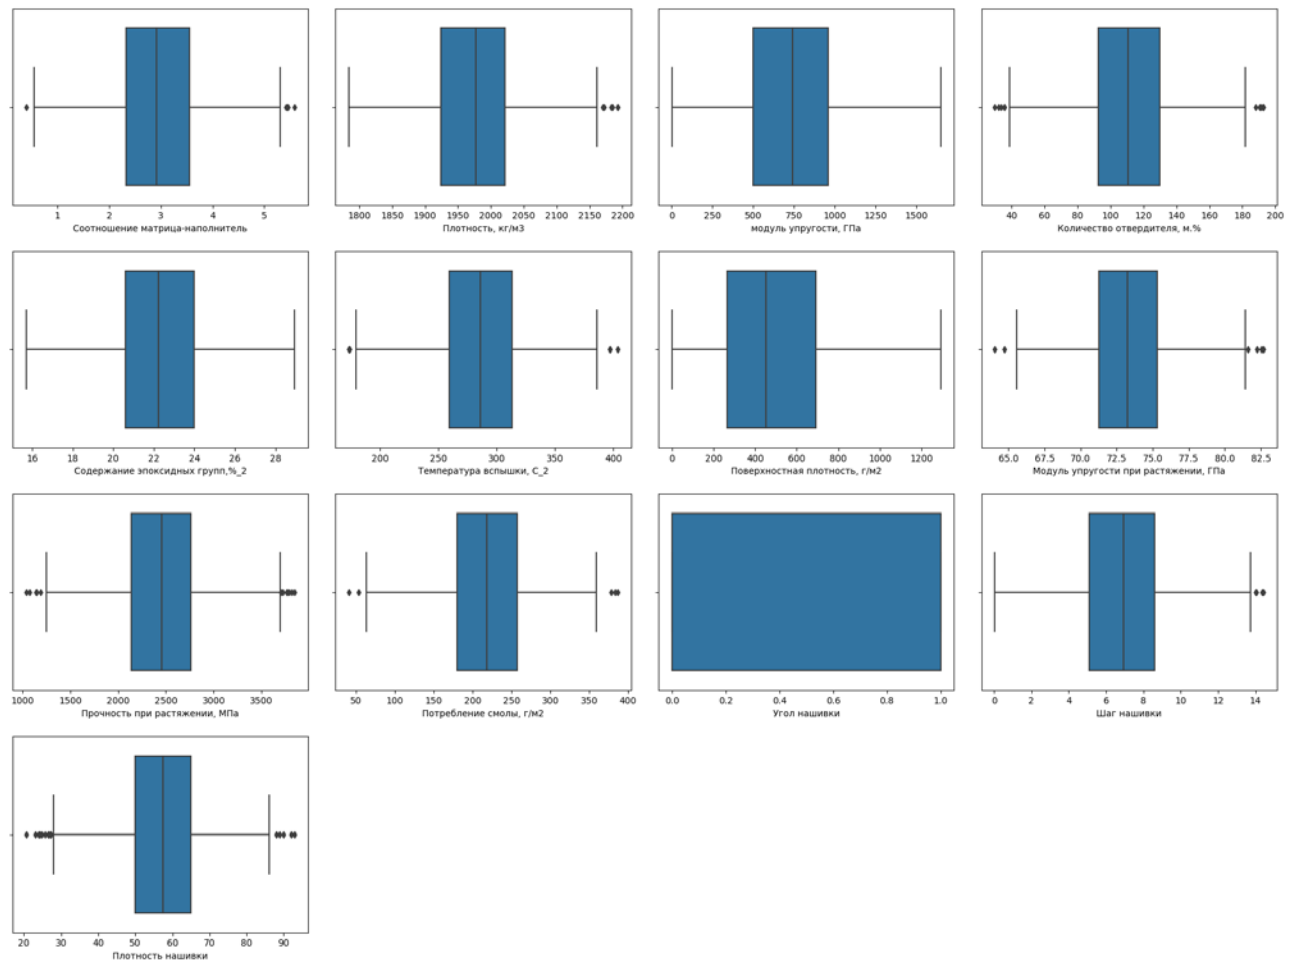 1 2 3 4 5
Соотношение матрица-наполнитель
1800 1850 1900 1950 2000 2050 2100 2150 2200
Плотность, кг/м3
0 250 500 750 1000 1250 1500
модуль упругости, ГПа
40 60 80 100 120 140 160 180 200
Количество отвердителя, м.%
16 18 20 22 24 26 28
Содержание эпоксидных групп,%_2
200 250 300 350 400
Температура вспышки, С_2
0 200 400 600 800 1000 1200
Поверхностная плотность, г/м2
65.0 67.5 70.0 72.5 75.0 77.5 80.0 82.5
Модуль упругости при растяжении, ГПа
1000 1500 2000 2500 3000 3500
Прочность при растяжении, МПа
50 100 150 200 250 300 350 400
Потребление смолы, г/м2
0.0 0.2 0.4 0.6 0.8 1.0
Угол нашивки
0 2 4 6 8 10 12 14
Шаг нашивки
20 30 40 50 60 70 80 90
Плотность нашивки